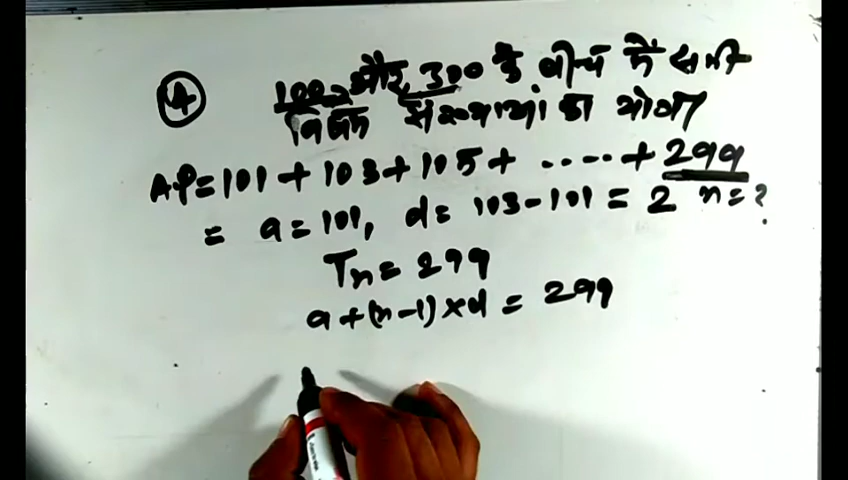 4 100 और 300 के बीच में सभी
विषम संख्याओं का योग
AP = 101 + 103 + 105 + ..... + 299
= a = 101, d = 103 - 101 = 2 n = ?
Tn = 299
a + (n - 1) × d = 299